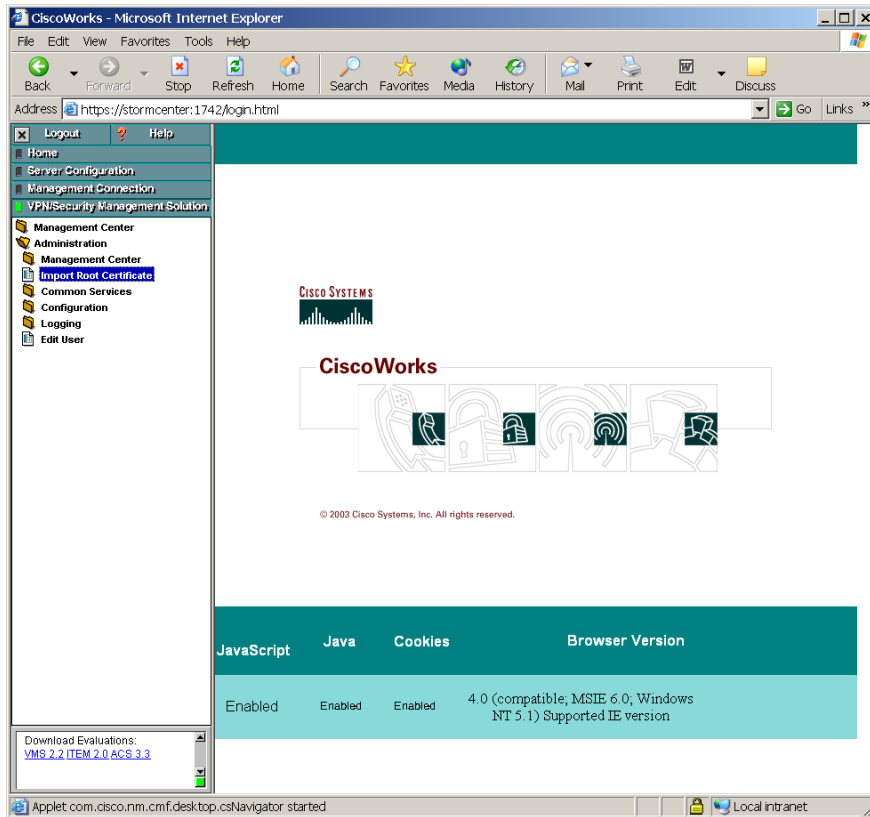 CiscoWorks - Microsoft Internet Explorer
File Edit View Favorites Tools Help
Back Forward Stop Refresh Home Search Favorites Media History Mail Print Edit Discuss
Address https://stormcenter:1742/login.html Go Links »
Logout ? Help
Home
Server Configuration
Management Connection
VPN/Security Management Solution
Management Center
Administration
Management Center
Import Root Certificate
Common Services
Configuration
Logging
Edit User
CISCO SYSTEMS
CiscoWorks
© 2003 Cisco Systems, Inc. All rights reserved.
JavaScript Java Cookies Browser Version
Enabled Enabled Enabled 4.0 (compatible; MSIE 6.0; Windows
NT 5.1) Supported IE version
Download Evaluations:
VMS 2.2 ITEM 2.0 ACS 3.3
Applet com.cisco.nm.cmf.desktop.csNavigator started Local intranet